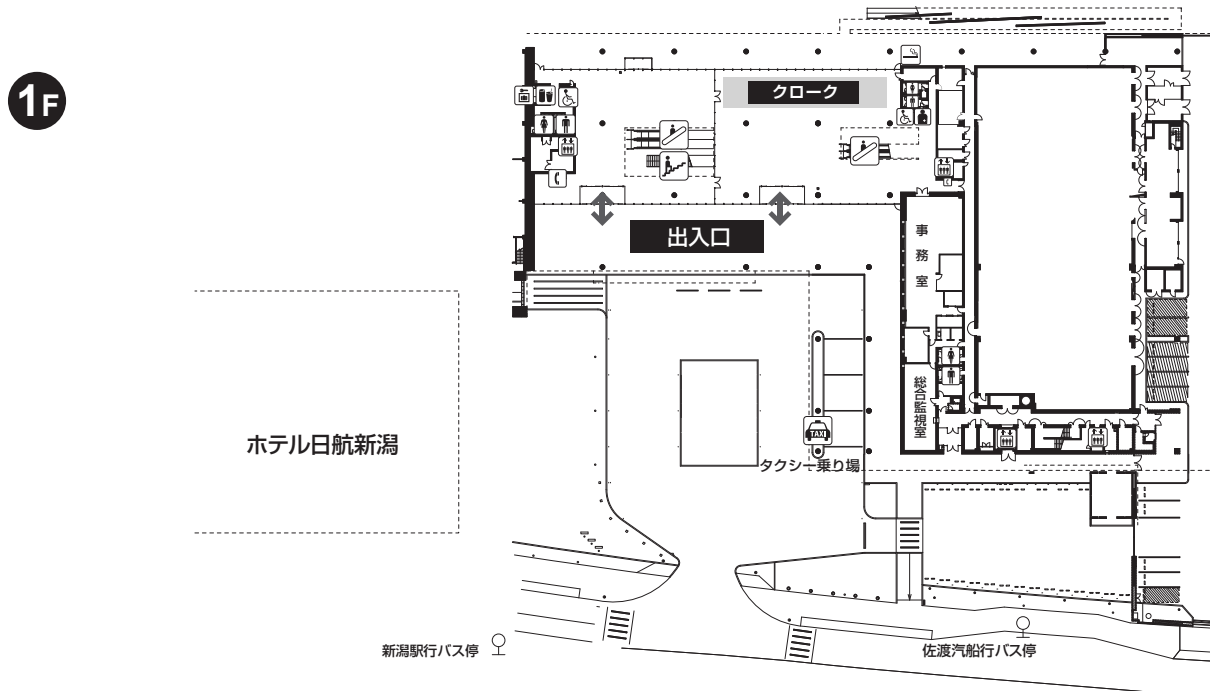 1F
クローク
出入口
事務室
総合監視室
ホテル日航新潟
TAXI
タクシー乗り場
新潟駅行バス停
佐渡汽船行バス停